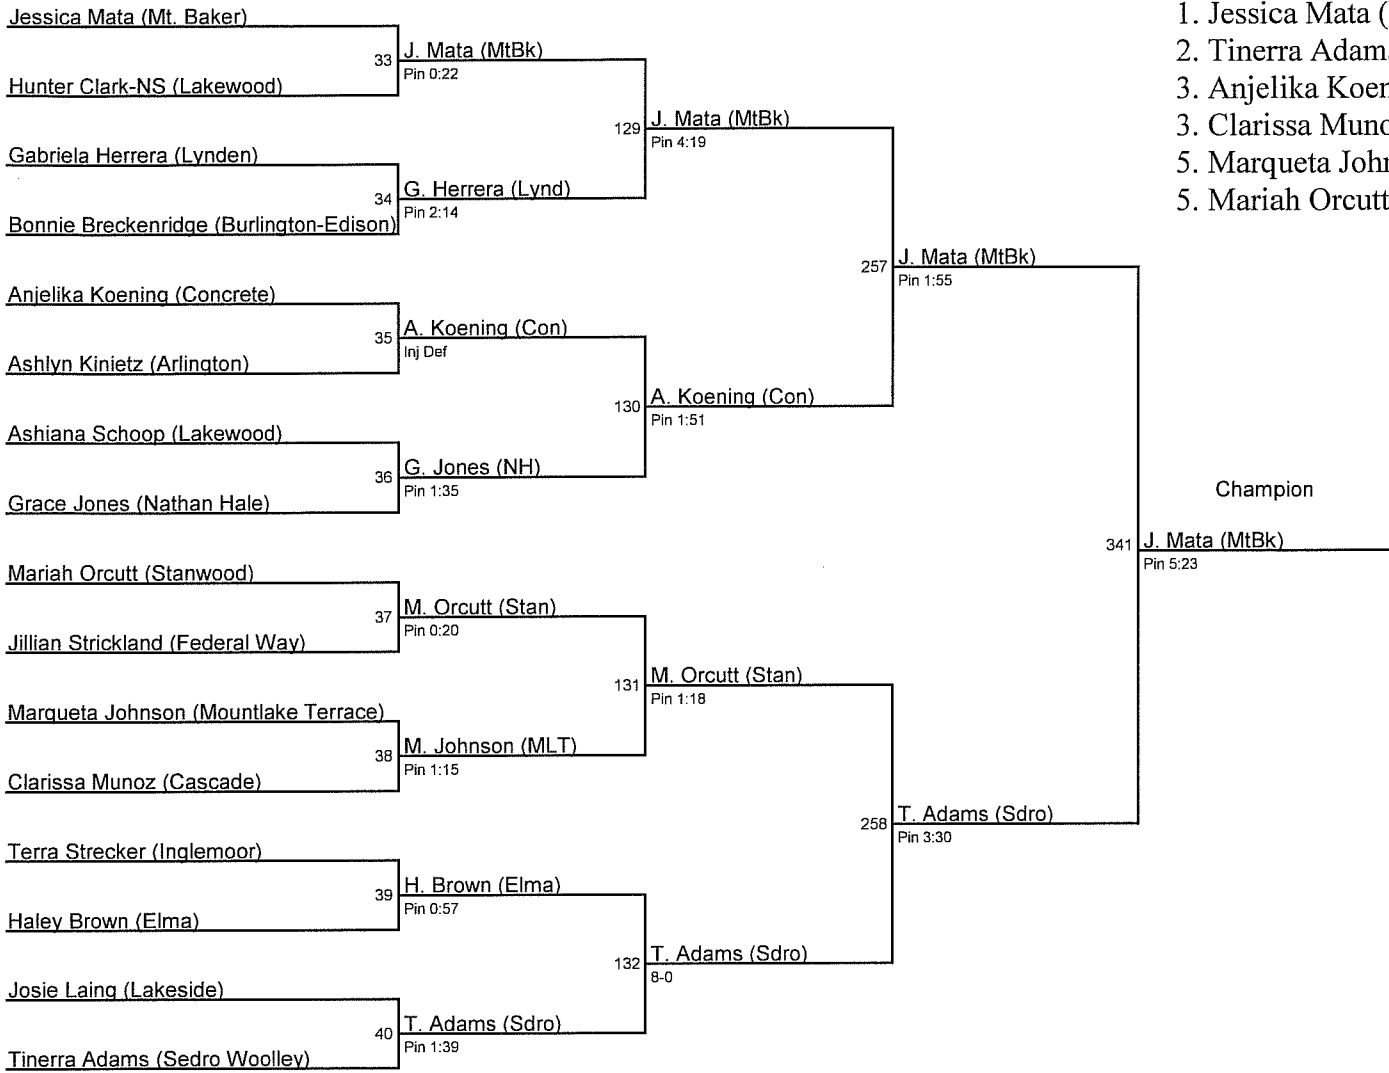 Jessica Mata (Mt. Baker)
33
J. Mata (MtBk)
Pin 0:22
Hunter Clark-NS (Lakewood)
129
J. Mata (MtBk)
Pin 4:19
Gabriela Herrera (Lynden)
34
G. Herrera (Lynd)
Pin 2:14
Bonnie Breckenridge (Burlington-Edison)
257
J. Mata (MtBk)
Pin 1:55
Anjelika Koening (Concrete)
35
A. Koening (Con)
Inj Def
Ashlyn Kinietz (Arlington)
130
A. Koening (Con)
Pin 1:51
Ashiana Schoop (Lakewood)
36
G. Jones (NH)
Pin 1:35
Grace Jones (Nathan Hale)
Champion
341
J. Mata (MtBk)
Pin 5:23
Mariah Orcutt (Stanwood)
37
M. Orcutt (Stan)
Pin 0:20
Jillian Strickland (Federal Way)
131
M. Orcutt (Stan)
Pin 1:18
Marqueta Johnson (Mountlake Terrace)
38
M. Johnson (MLT)
Pin 1:15
Clarissa Munoz (Cascade)
258
T. Adams (Sdro)
Pin 3:30
Terra Strecker (Inglemoor)
39
H. Brown (Elma)
Pin 0:57
Haley Brown (Elma)
132
T. Adams (Sdro)
8-0
Josie Laing (Lakeside)
40
T. Adams (Sdro)
Pin 1:39
Tinerra Adams (Sedro Woolley)
1. Jessica Mata (
2. Tinerra Adam
3. Anjelika Koen
3. Clarissa Muno
5. Marqueta John
5. Mariah Orcutt